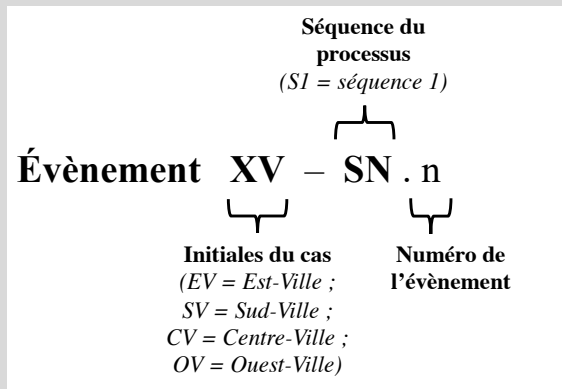 Séquence du
processus
(S1 = séquence 1)
Évènement XV – SN . n
Initiales du cas
(EV = Est-Ville ;
SV = Sud-Ville ;
CV = Centre-Ville ;
OV = Ouest-Ville)
Numéro de
l’évènement